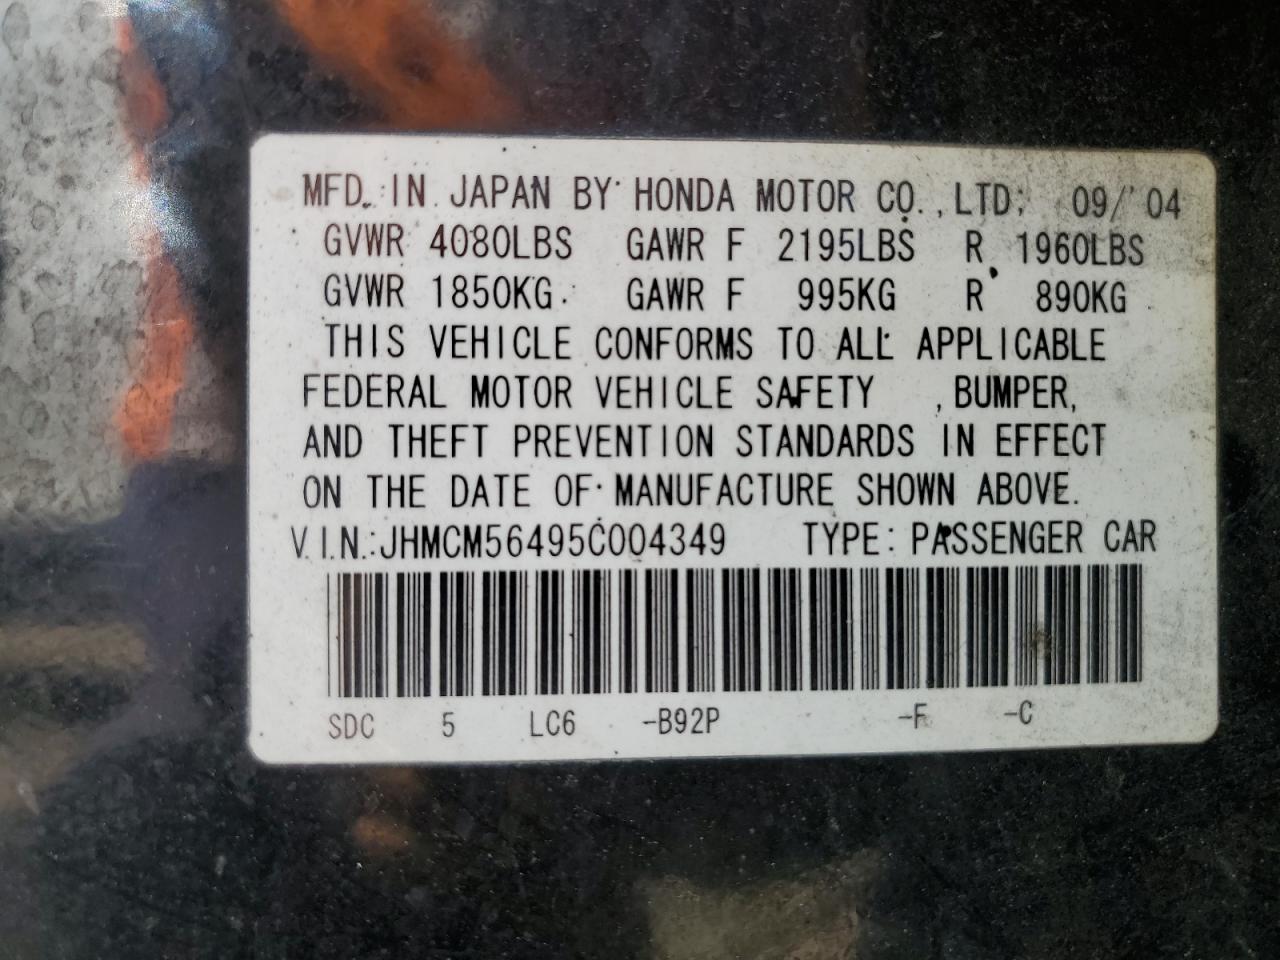 MFD. IN JAPAN BY HONDA MOTOR CO., LTD. 09/'04
GVWR 4080LBS GAWR F 2195LBS R 1960LBS
GVWR 1850KG GAWR F 995KG R 890KG
THIS VEHICLE CONFORMS TO ALL APPLICABLE
FEDERAL MOTOR VEHICLE SAFETY , BUMPER,
AND THEFT PREVENTION STANDARDS IN EFFECT
ON THE DATE OF MANUFACTURE SHOWN ABOVE.
V.I.N.:JHMCM56495C004349 TYPE: PASSENGER CAR
SDC 5 LC6 -B92P -F -C